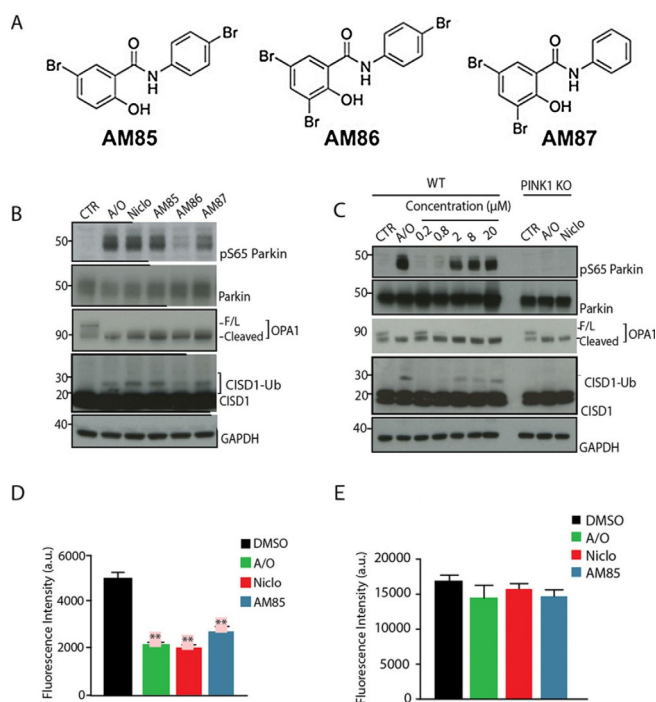 A
Br
O
N
H
Br
OH
AM85
Br
O
N
H
Br
OH
Br
AM86
Br
O
N
H
OH
Br
AM87
B
CTR A/O Niclo AM85 AM86 AM87
50
pS65 Parkin
50
Parkin
F/L
90
Cleaved
OPA1
30
CISD1-Ub
20
CISD1
40
GAPDH
C
WT PINK1 KO
Concentration (µM)
CTR A/O 0.2 0.8 2 8 20 CTR A/O Niclo
50
pS65 Parkin
50
Parkin
90
F/L
Cleaved
OPA1
30
CISD1-Ub
20
CISD1
40
GAPDH
D
Fluorescence Intensity (a.u.)
6000
4000
2000
0
**
**
**
DMSO
A/O
Niclo
AM85
E
Fluorescence Intensity (a.u.)
20000
15000
10000
5000
0
DMSO
A/O
Niclo
AM85